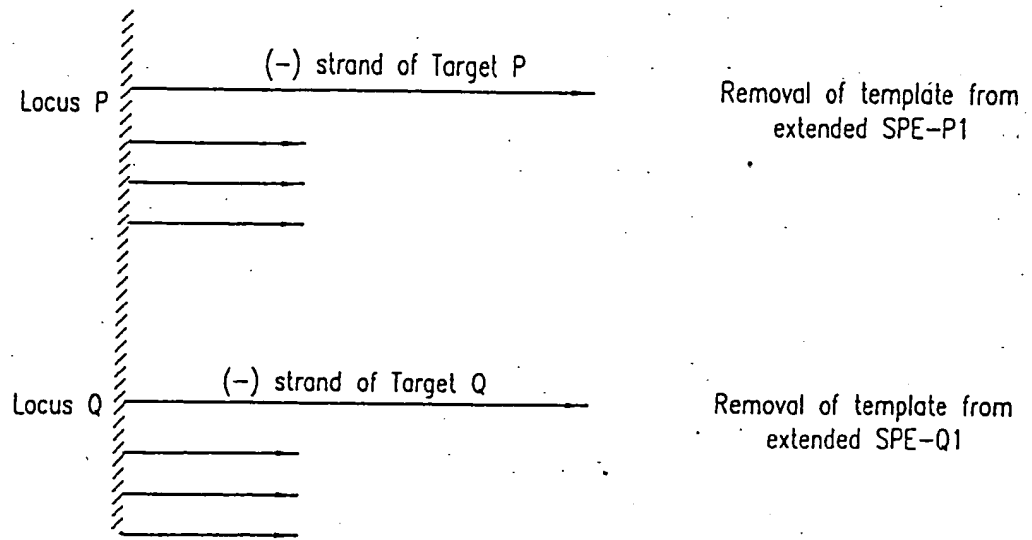 (-) strand of Target P
Locus P
Removal of template from
extended SPE-P1
(-) strand of Target Q
Locus Q
Removal of template from
extended SPE-Q1